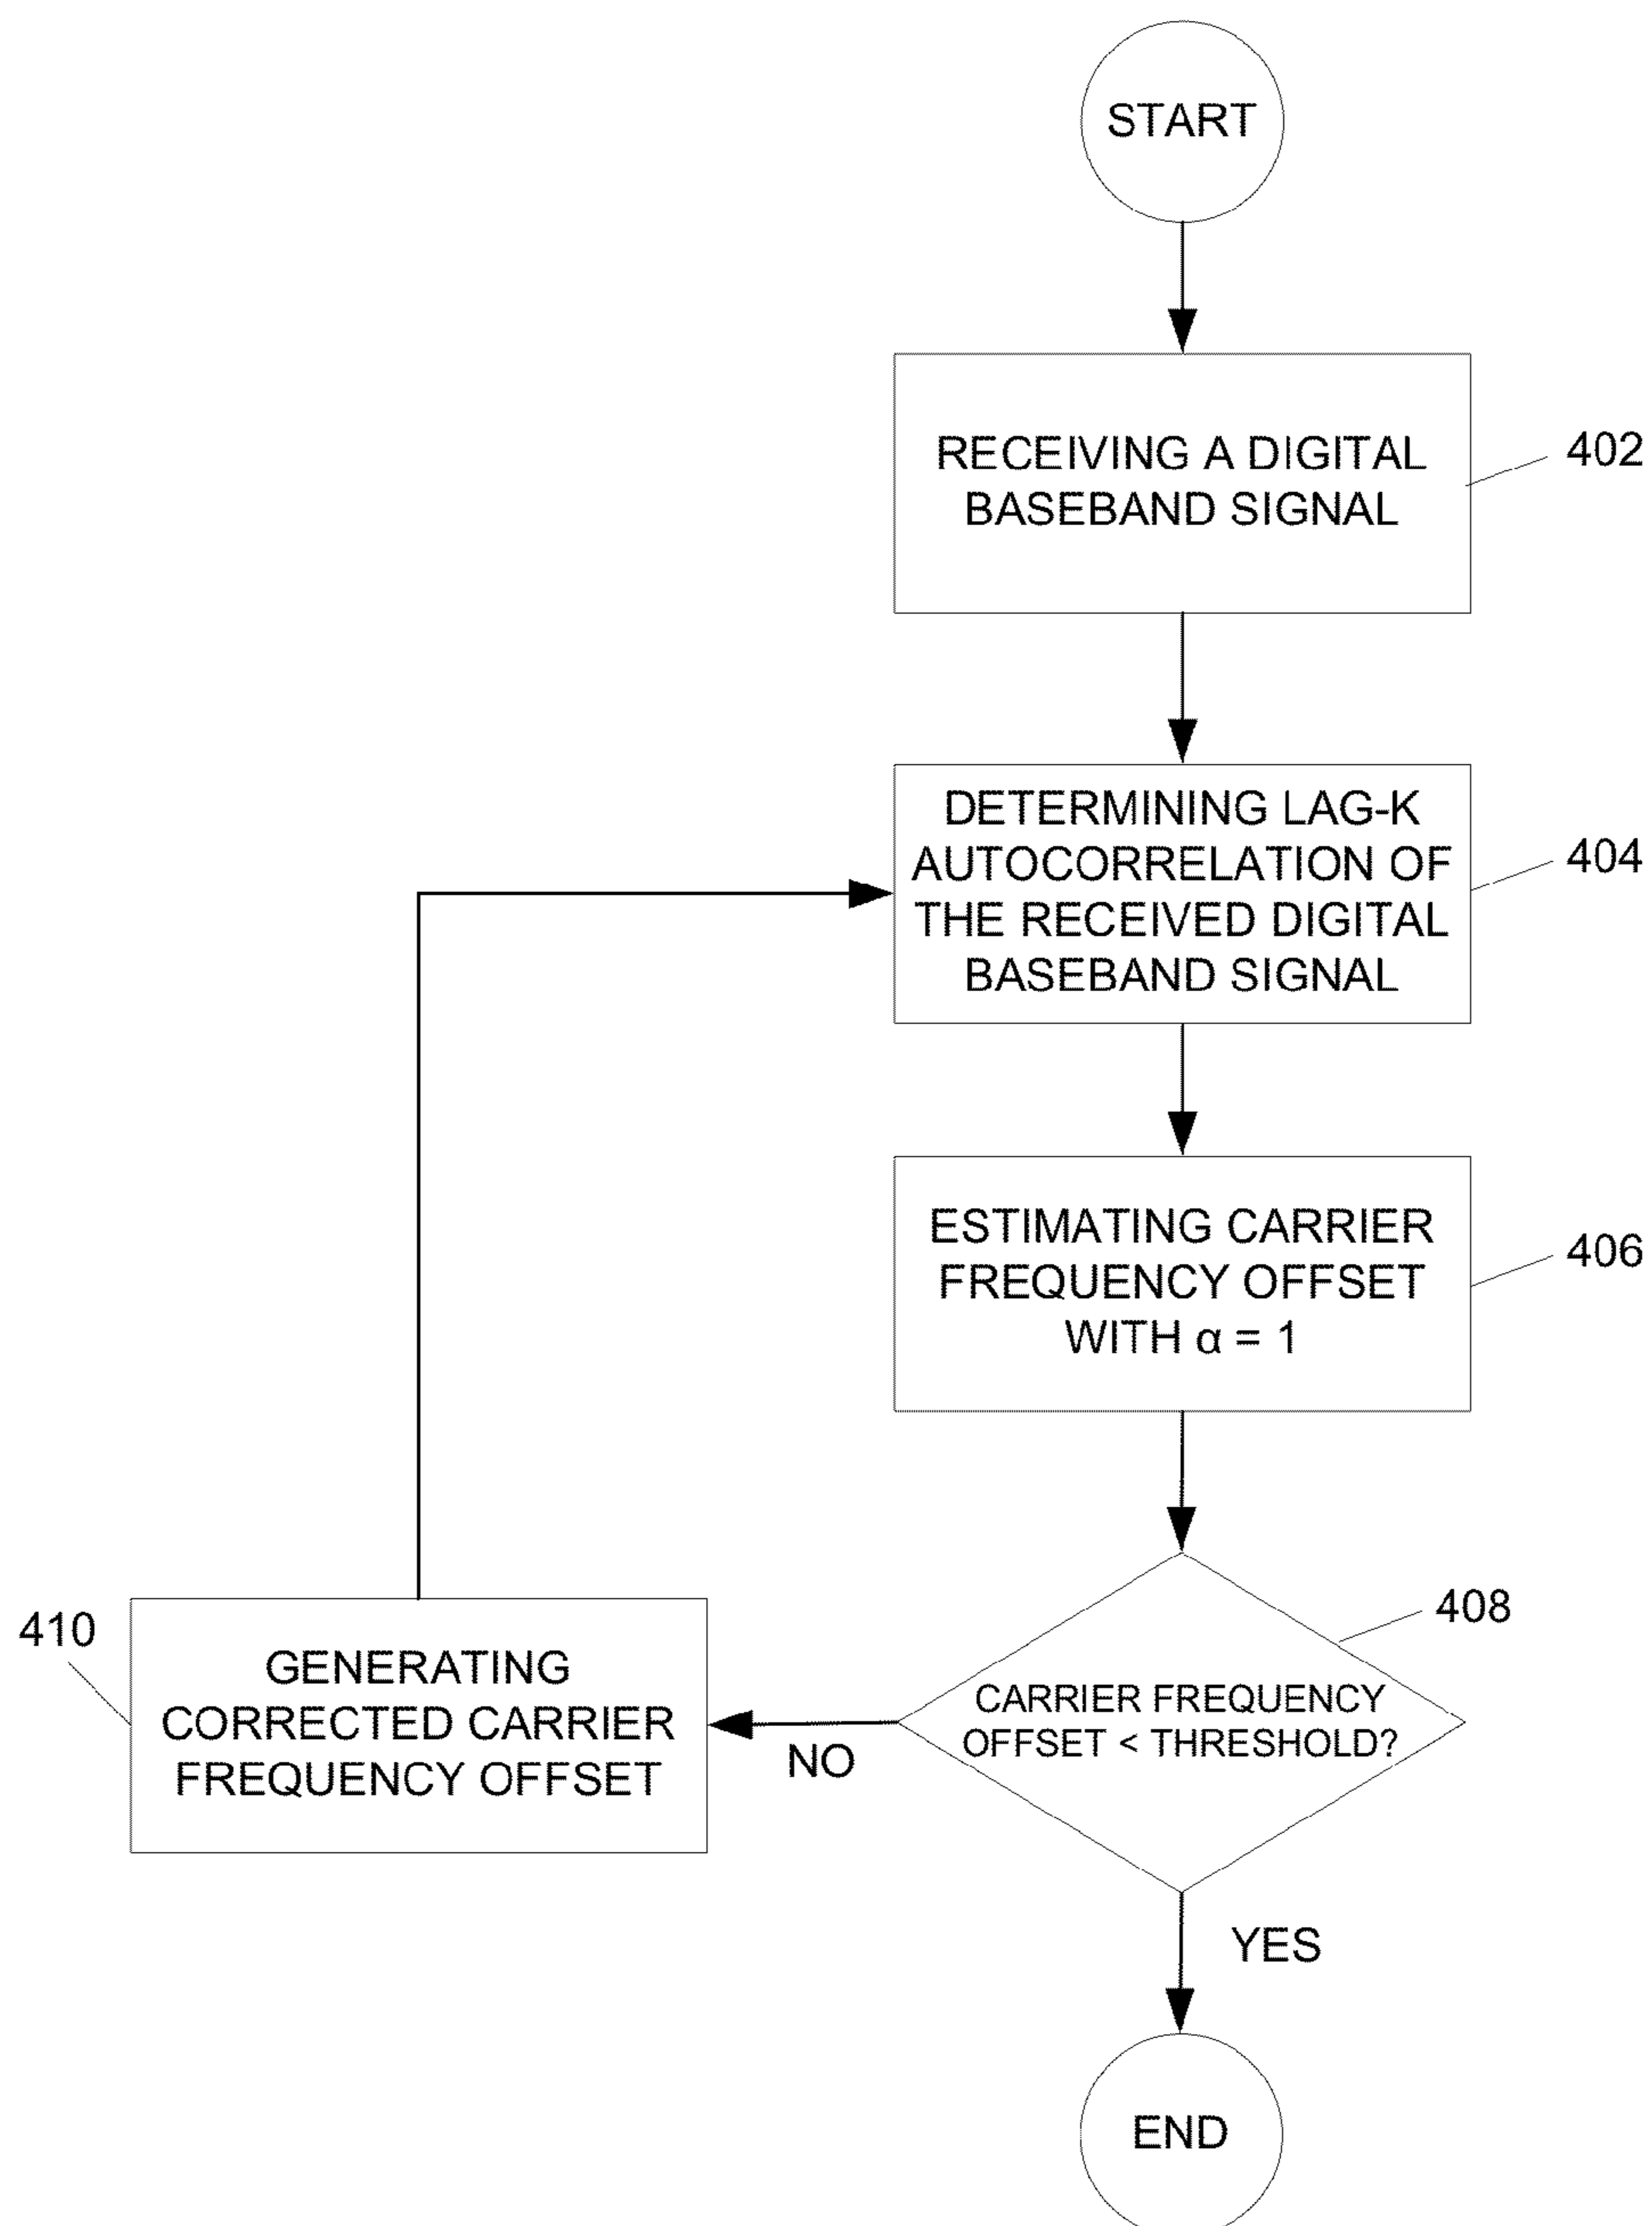 START
RECEIVING A DIGITAL
BASEBAND SIGNAL
402
DETERMINING LAG-K
AUTOCORRELATION OF
THE RECEIVED DIGITAL
BASEBAND SIGNAL
404
ESTIMATING CARRIER
FREQUENCY OFFSET
WITH α = 1
406
408
CARRIER FREQUENCY
OFFSET < THRESHOLD?
410
GENERATING
CORRECTED CARRIER
FREQUENCY OFFSET
NO
YES
END